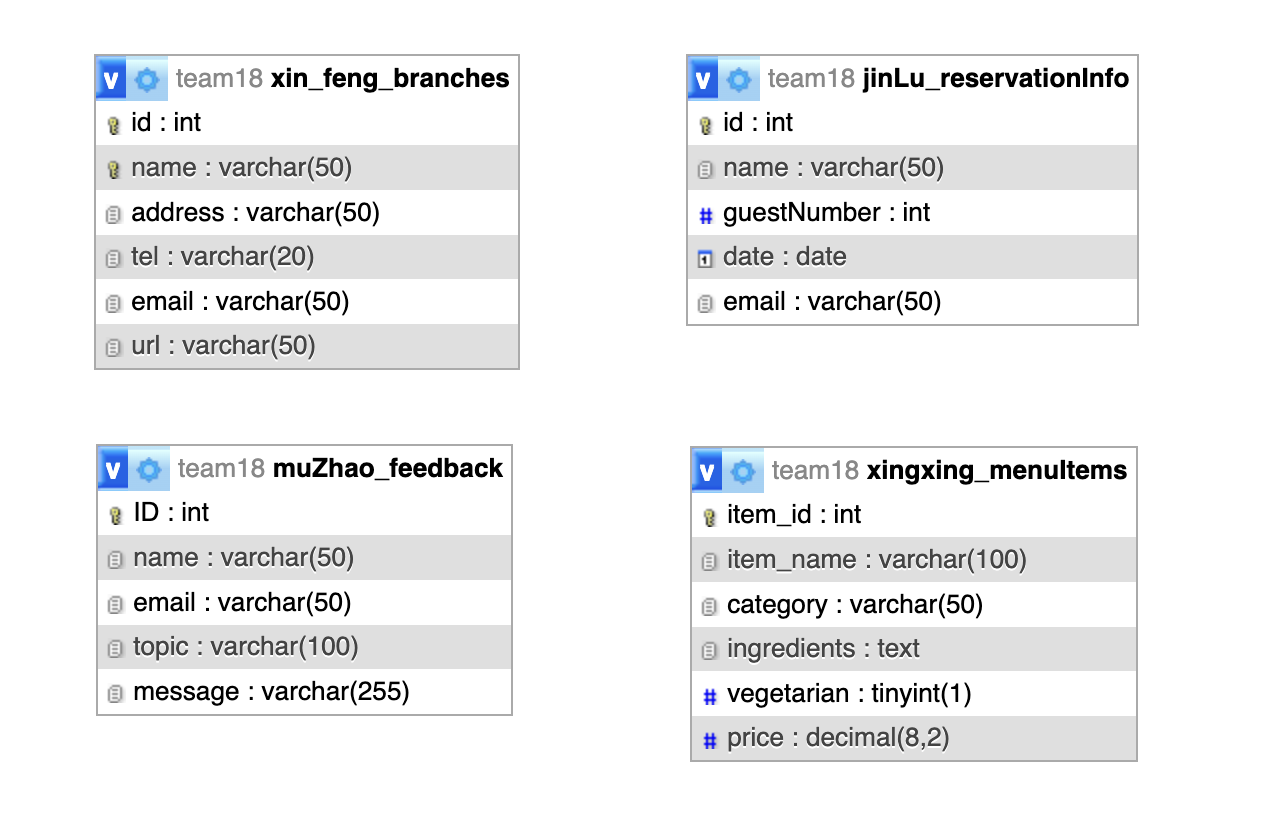 v team18 xin_feng_branches
id : int
name : varchar(50)
address : varchar(50)
tel : varchar(20)
email : varchar(50)
url : varchar(50)
v team18 jinLu_reservationInfo
id : int
name : varchar(50)
# guestNumber : int
date : date
email : varchar(50)
v team18 muZhao_feedback
ID : int
name : varchar(50)
email : varchar(50)
topic : varchar(100)
message : varchar(255)
v team18 xingxing_menuItems
item_id : int
item_name : varchar(100)
category : varchar(50)
ingredients : text
# vegetarian : tinyint(1)
# price : decimal(8,2)